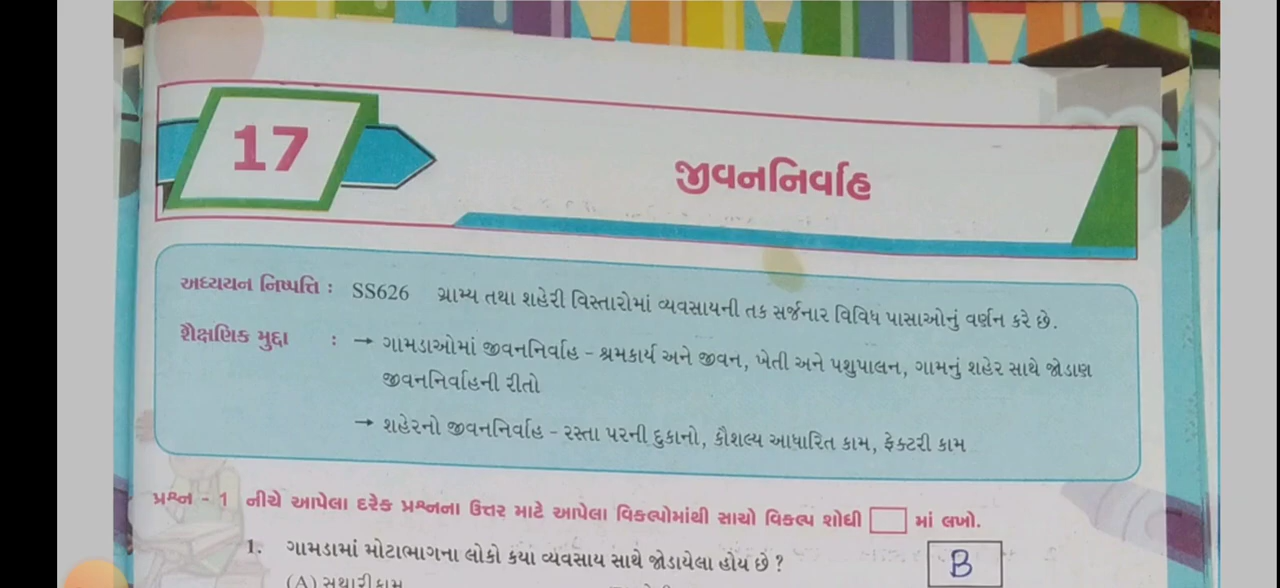 17
જીવનનિર્વાહ
અધ્યયન નિષ્પત્તિ : SS626 ગ્રામ્ય તથા શહેરી વિસ્તારોમાં વ્યવસાયની તક સર્જનાર વિવિધ પાસાઓનું વર્ણન કરે છે.
શૈક્ષણિક મુદ્દા : → ગામડાઓમાં જીવનનિર્વાહ – શ્રમકાર્ય અને જીવન, ખેતી અને પશુપાલન, ગામનું શહેર સાથે જોડાણ
જીવનનિર્વાહની રીતો
→ શહેરનો જીવનનિર્વાહ – રસ્તા પરની દુકાનો, કૌશલ્ય આધારિત કામ, ફેક્ટરી કામ
પ્રશ્ન - 1 નીચે આપેલા દરેક પ્રશ્નના ઉત્તર માટે આપેલા વિકલ્પોમાંથી સાચો વિકલ્પ શોધી માં લખો.
1. ગામડામાં મોટાભાગના લોકો કયા વ્યવસાય સાથે જોડાયેલા હોય છે ? B
(A) સુથારીકામ